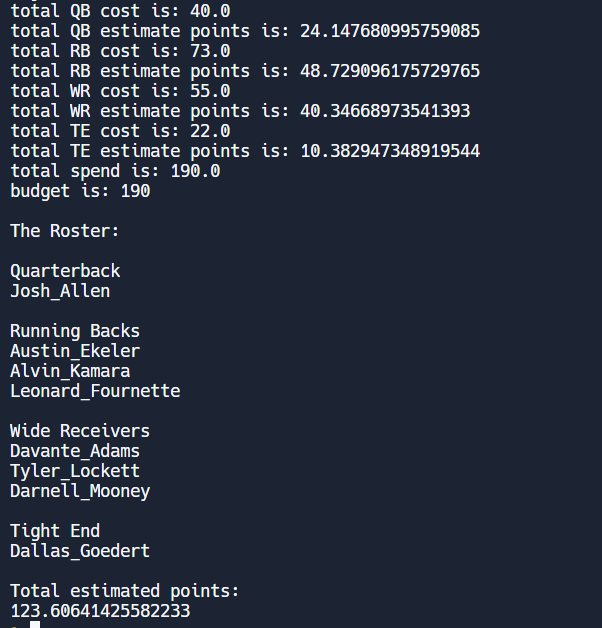 total QB cost is: 40.0
total QB estimate points is: 24.147680995759085
total RB cost is: 73.0
total RB estimate points is: 48.729096175729765
total WR cost is: 55.0
total WR estimate points is: 40.34668973541393
total TE cost is: 22.0
total TE estimate points is: 10.382947348919544
total spend is: 190.0
budget is: 190
The Roster:
Quarterback
Josh_Allen
Running Backs
Austin_Ekeler
Alvin_Kamara
Leonard_Fournette
Wide Receivers
Davante_Adams
Tyler_Lockett
Darnell_Mooney
Tight End
Dallas_Goedert
Total estimated points:
123.60641425582233